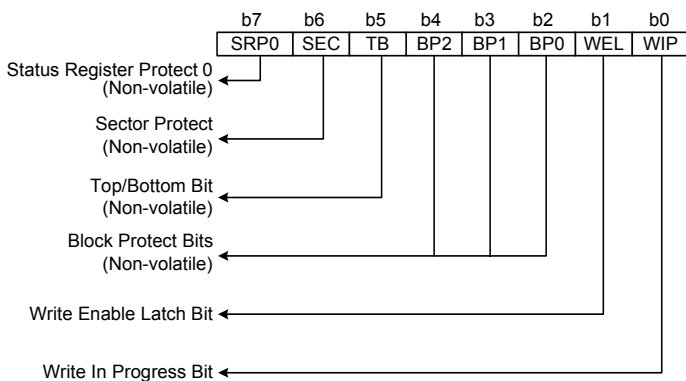 b7 b6 b5 b4 b3 b2 b1 b0
SRP0 SEC TB BP2 BP1 BP0 WEL WIP
Status Register Protect 0
(Non-volatile)
Sector Protect
(Non-volatile)
Top/Bottom Bit
(Non-volatile)
Block Protect Bits
(Non-volatile)
Write Enable Latch Bit
Write In Progress Bit